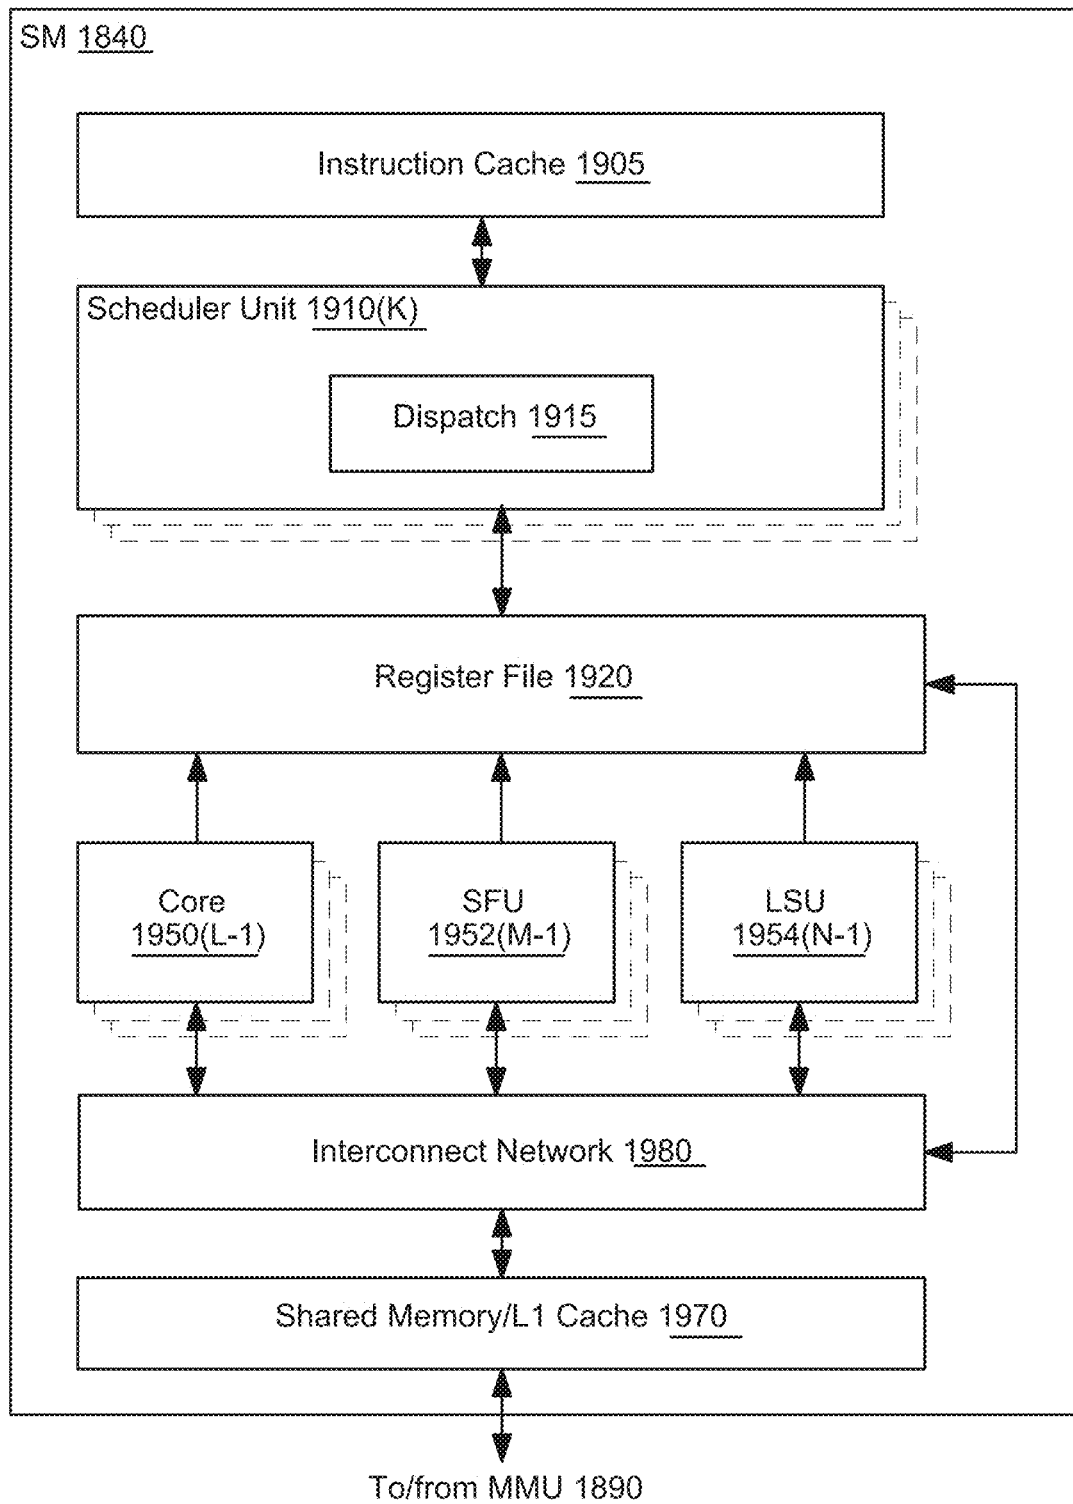 SM 1840
Instruction Cache 1905
Scheduler Unit 1910(K)
Dispatch 1915
Register File 1920
Core
1950(L-1)
SFU
1952(M-1)
LSU
1954(N-1)
Interconnect Network 1980
Shared Memory/L1 Cache 1970
To/from MMU 1890